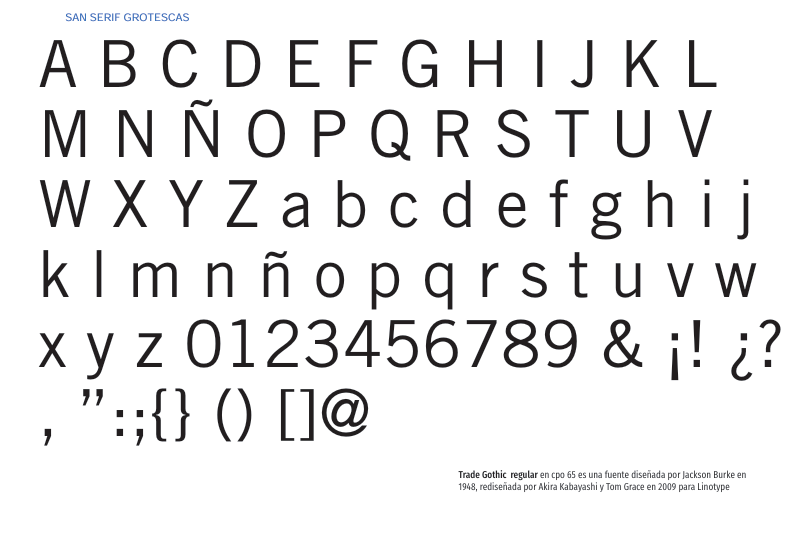 SAN SERIF GROTESCAS
A B C D E F G H I J K L
M N Ñ O P Q R S T U V
W X Y Z a b c d e f g h i j
k l m n ñ o p q r s t u v w
x y z 0123456789 & ¡! ¿?
, ”:;{} () []@
Trade Gothic regular en cpo 65 es una fuente diseñada por Jackson Burke en
1948, rediseñada por Akira Kabayashi y Tom Grace en 2009 para Linotype